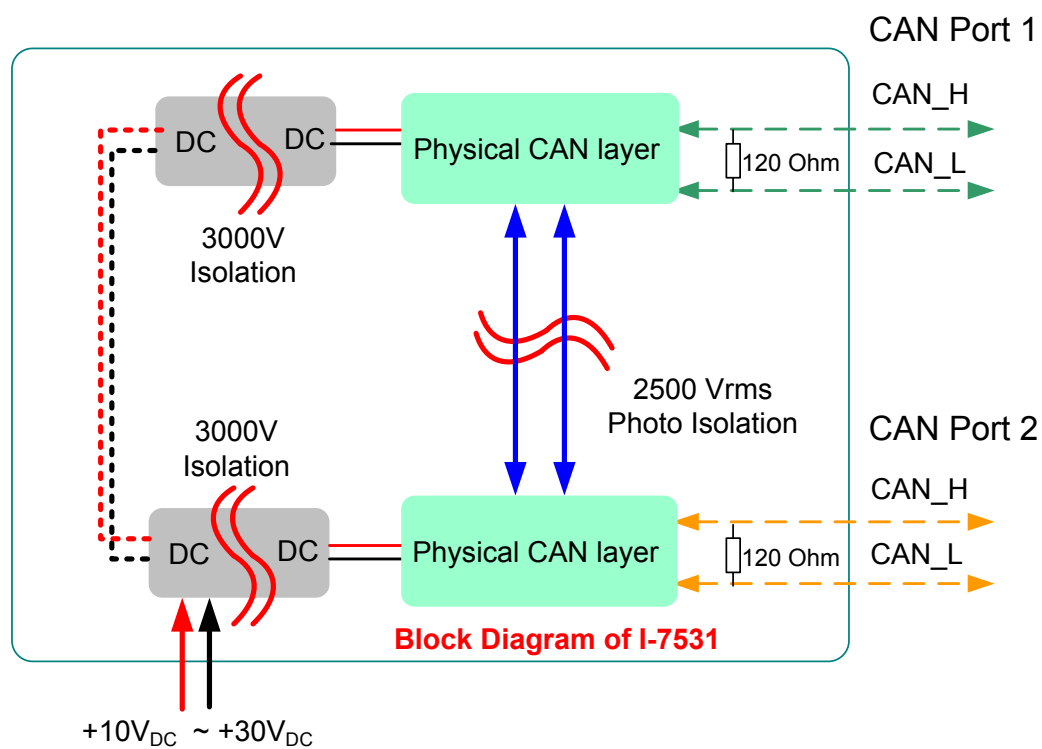 CAN Port 1
CAN_H
DC
DC
Physical CAN layer
120 Ohm
CAN_L
3000V
Isolation
2500 Vrms
Photo Isolation
3000V
Isolation
CAN Port 2
CAN_H
DC
DC
Physical CAN layer
120 Ohm
CAN_L
Block Diagram of I-7531
+10VDC ~ +30VDC